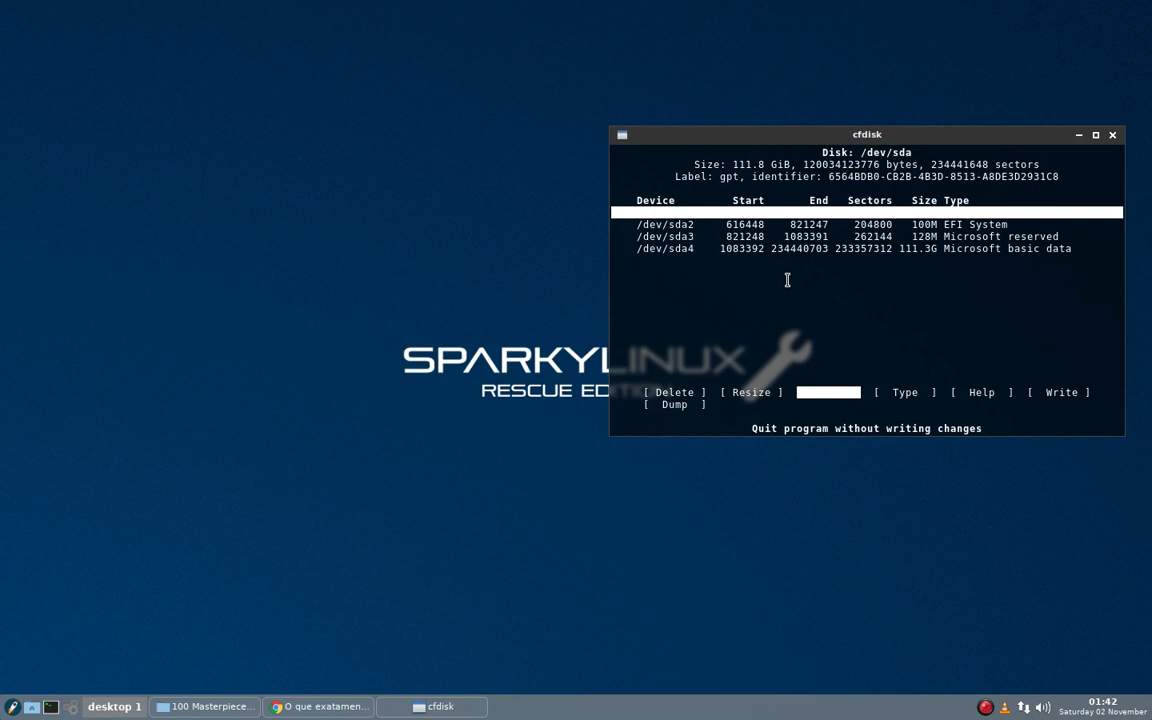 cfdisk
Disk: /dev/sda
Size: 111.8 GiB, 120034123776 bytes, 234441648 sectors
Label: gpt, identifier: 6564BDB0-CB2B-4B3D-8513-A8DE3D2931C8
Device Start End Sectors Size Type
/dev/sda2 616448 821247 204800 100M EFI System
/dev/sda3 821248 1083391 262144 128M Microsoft reserved
/dev/sda4 1083392 234440703 233357312 111.3G Microsoft basic data
SPARKYLINUX
RESCUE EDITION
[ Delete ] [ Resize ] [ Type ] [ Help ] [ Write ]
[ Dump ]
Quit program without writing changes
desktop 1 100 Masterpiece... O que exatamen... cfdisk
01:42
Saturday 02 November